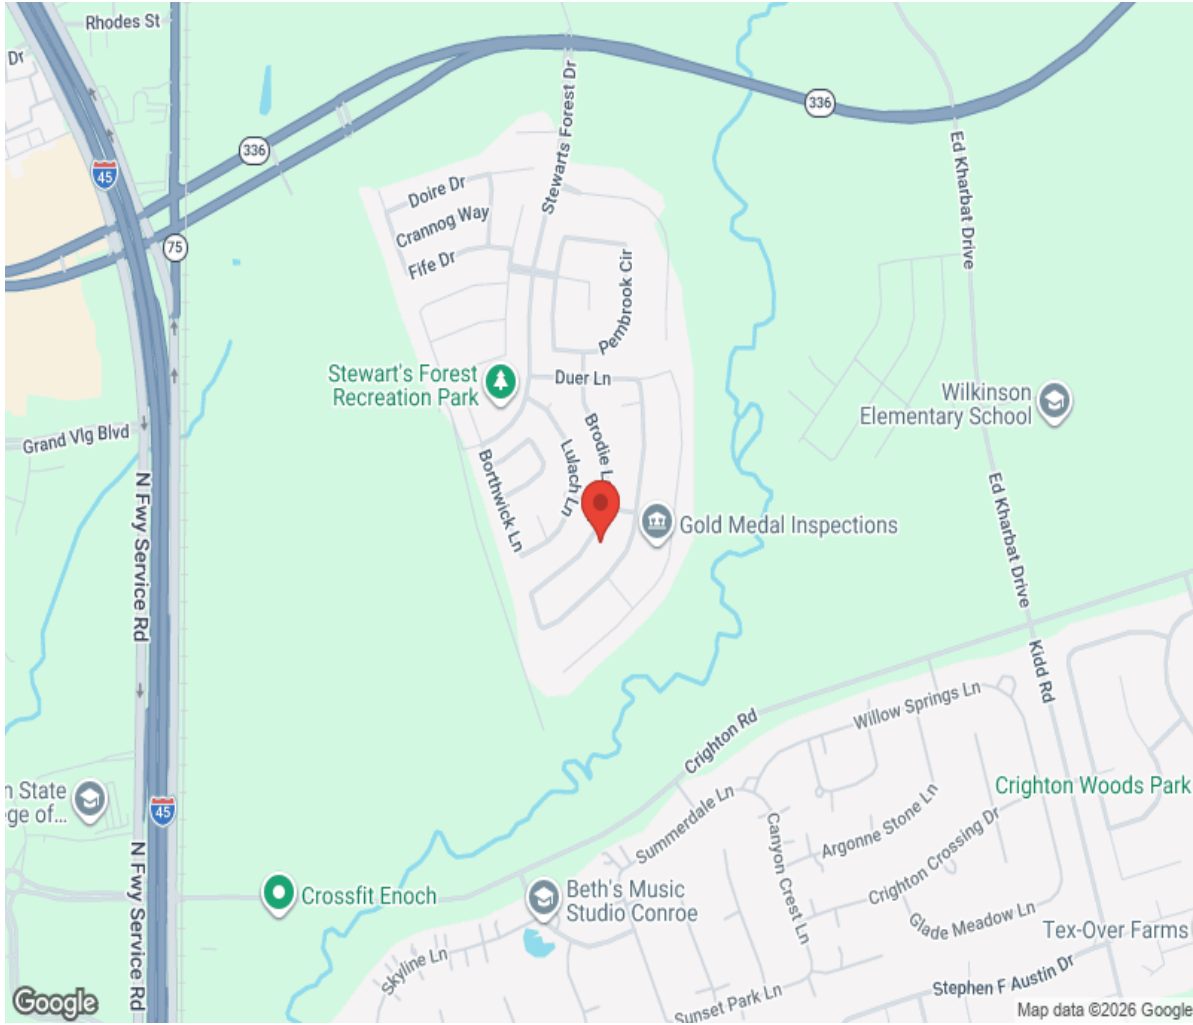 Rhodes St
Dr
336
336
45
75
Stewarts Forest Dr
Ed Kharbat Drive
Doire Dr
Crannog Way
Fife Dr
Pembrook Cir
Stewart's Forest
Recreation Park
Duer Ln
Wilkinson
Elementary School
Grand Vlg Blvd
N Fwy Service Rd
Brodie L
Lulach Ln
Borthwick Ln
Gold Medal Inspections
Ed Kharbat Drive
Kidd Rd
Willow Springs Ln
Crighton Rd
n State
ge of...
45
Crighton Woods Park
Summerdale Ln
Argonne Stone Ln
Canyon Crest Ln
Crighton Crossing Dr
N Fwy Service Rd
Crossfit Enoch
Beth's Music
Studio Conroe
Glade Meadow Ln
Tex-Over Farms
Skyline Ln
Stephen F Austin Dr
Sunset Park Ln
Google
Map data ©2026 Google